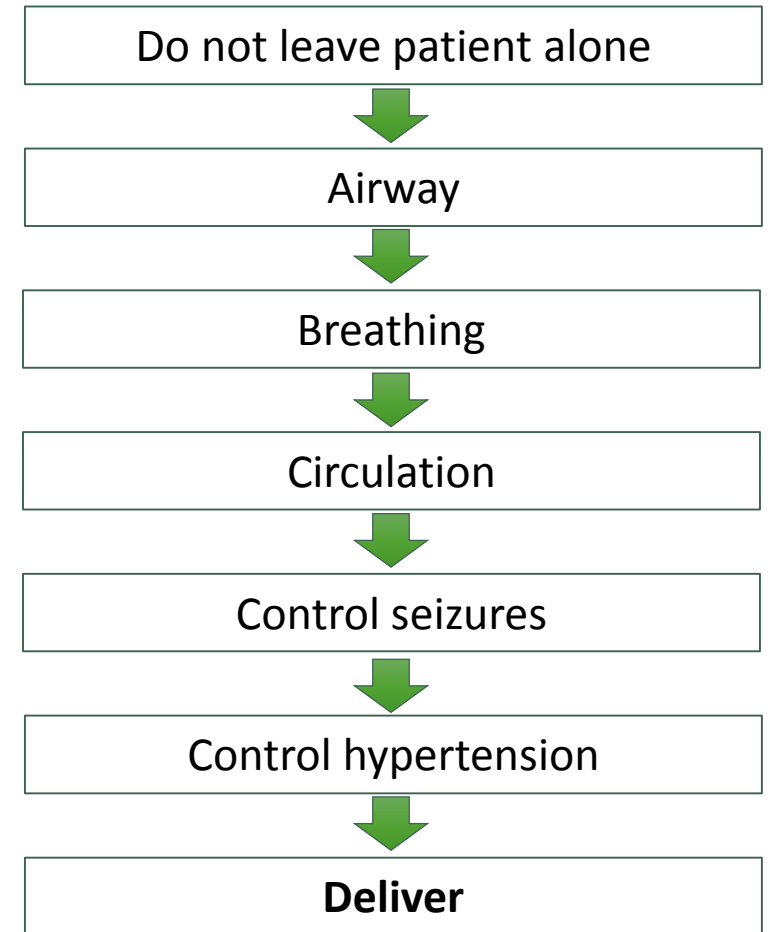 Do not leave patient alone
Airway
Breathing
Circulation
Control seizures
Control hypertension
Deliver